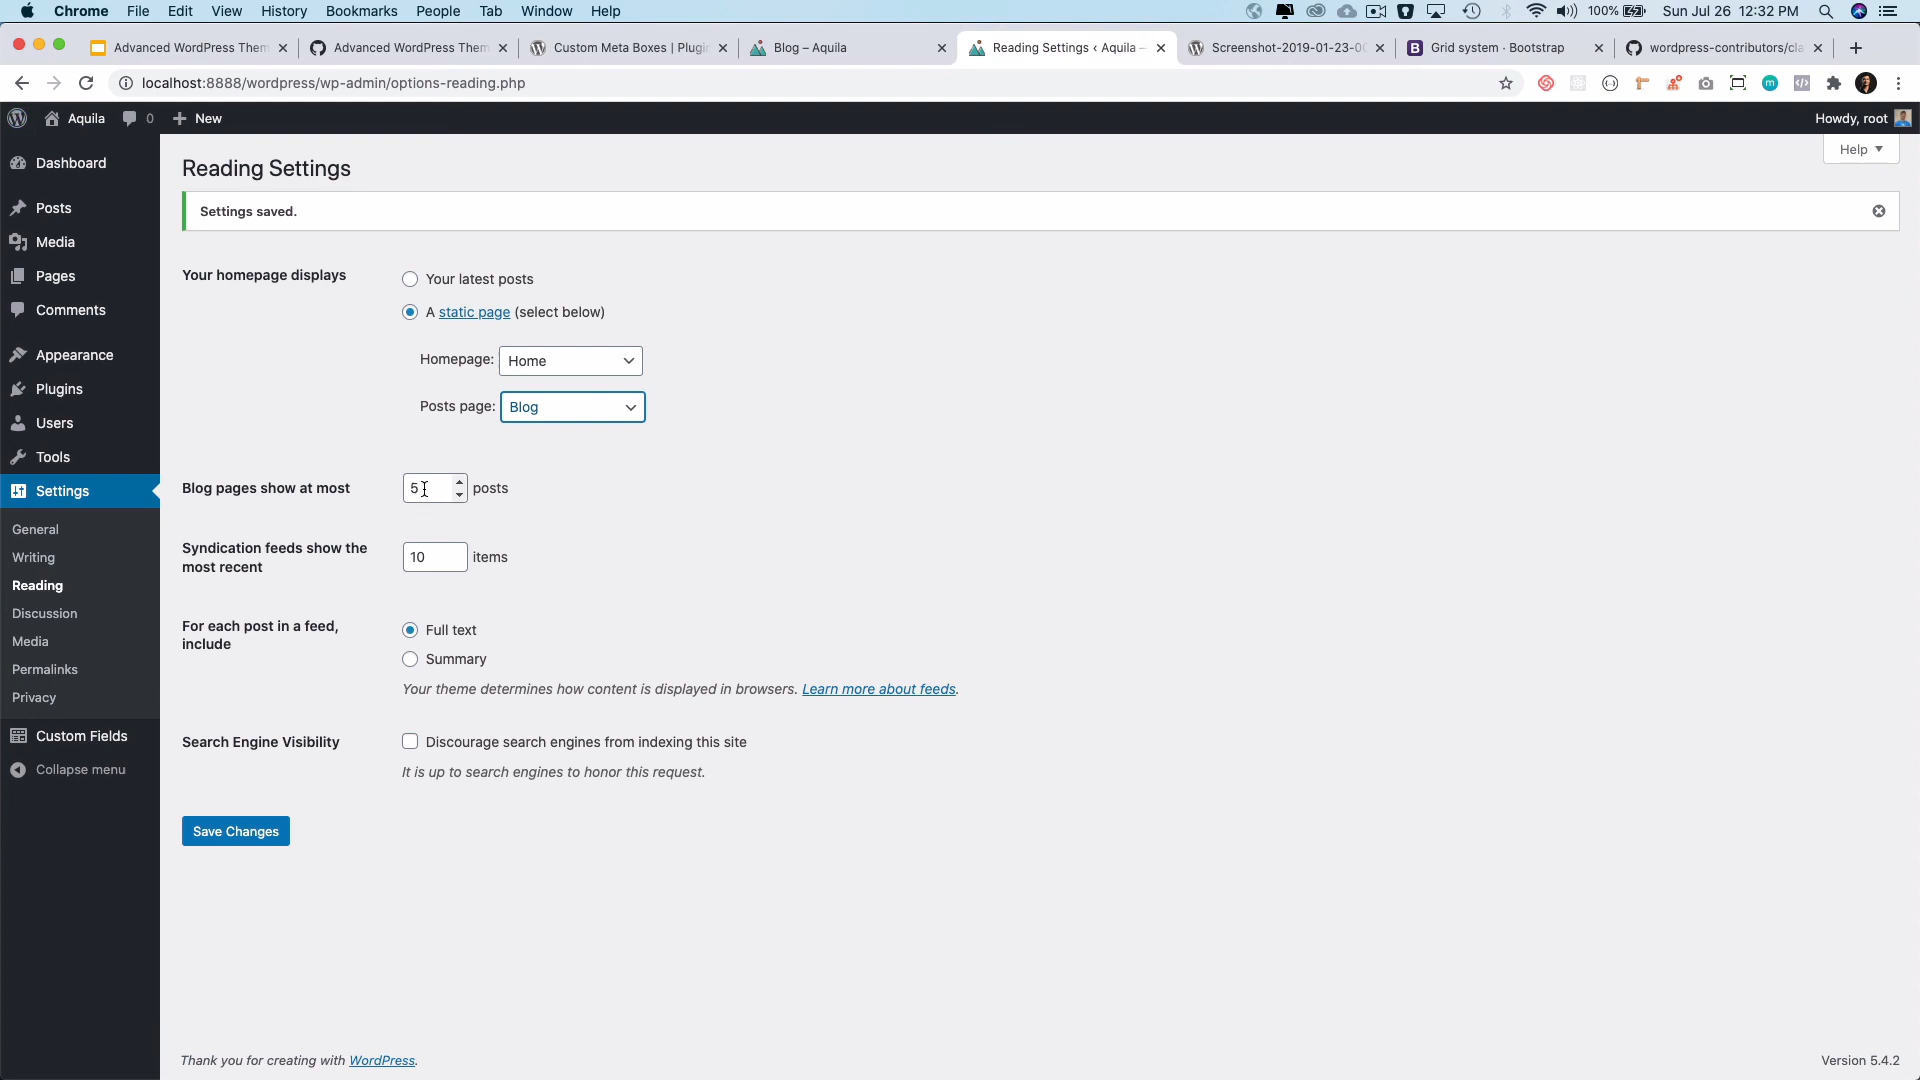 Chrome File Edit View History Bookmarks People Tab Window Help 100% Sun Jul 26 12:32 PM
Advanced WordPress Them Advanced WordPress Them Custom Meta Boxes | Plugin Blog – Aquila Reading Settings ‹ Aquila — Screenshot-2019-01-23-0 Grid system · Bootstrap wordpress-contributors/cla
localhost:8888/wordpress/wp-admin/options-reading.php
Aquila 0 New Howdy, root
Help
Dashboard
Posts
Media
Pages
Comments
Appearance
Plugins
Users
Tools
Settings
General
Writing
Reading
Discussion
Media
Permalinks
Privacy
Custom Fields
Collapse menu
Reading Settings
Settings saved.
Your homepage displays
Your latest posts
A static page (select below)
Homepage: Home
Posts page: Blog
Blog pages show at most 5 posts
Syndication feeds show the
most recent
10 items
For each post in a feed,
include
Full text
Summary
Your theme determines how content is displayed in browsers. Learn more about feeds.
Search Engine Visibility
Discourage search engines from indexing this site
It is up to search engines to honor this request.
Save Changes
Thank you for creating with WordPress. Version 5.4.2